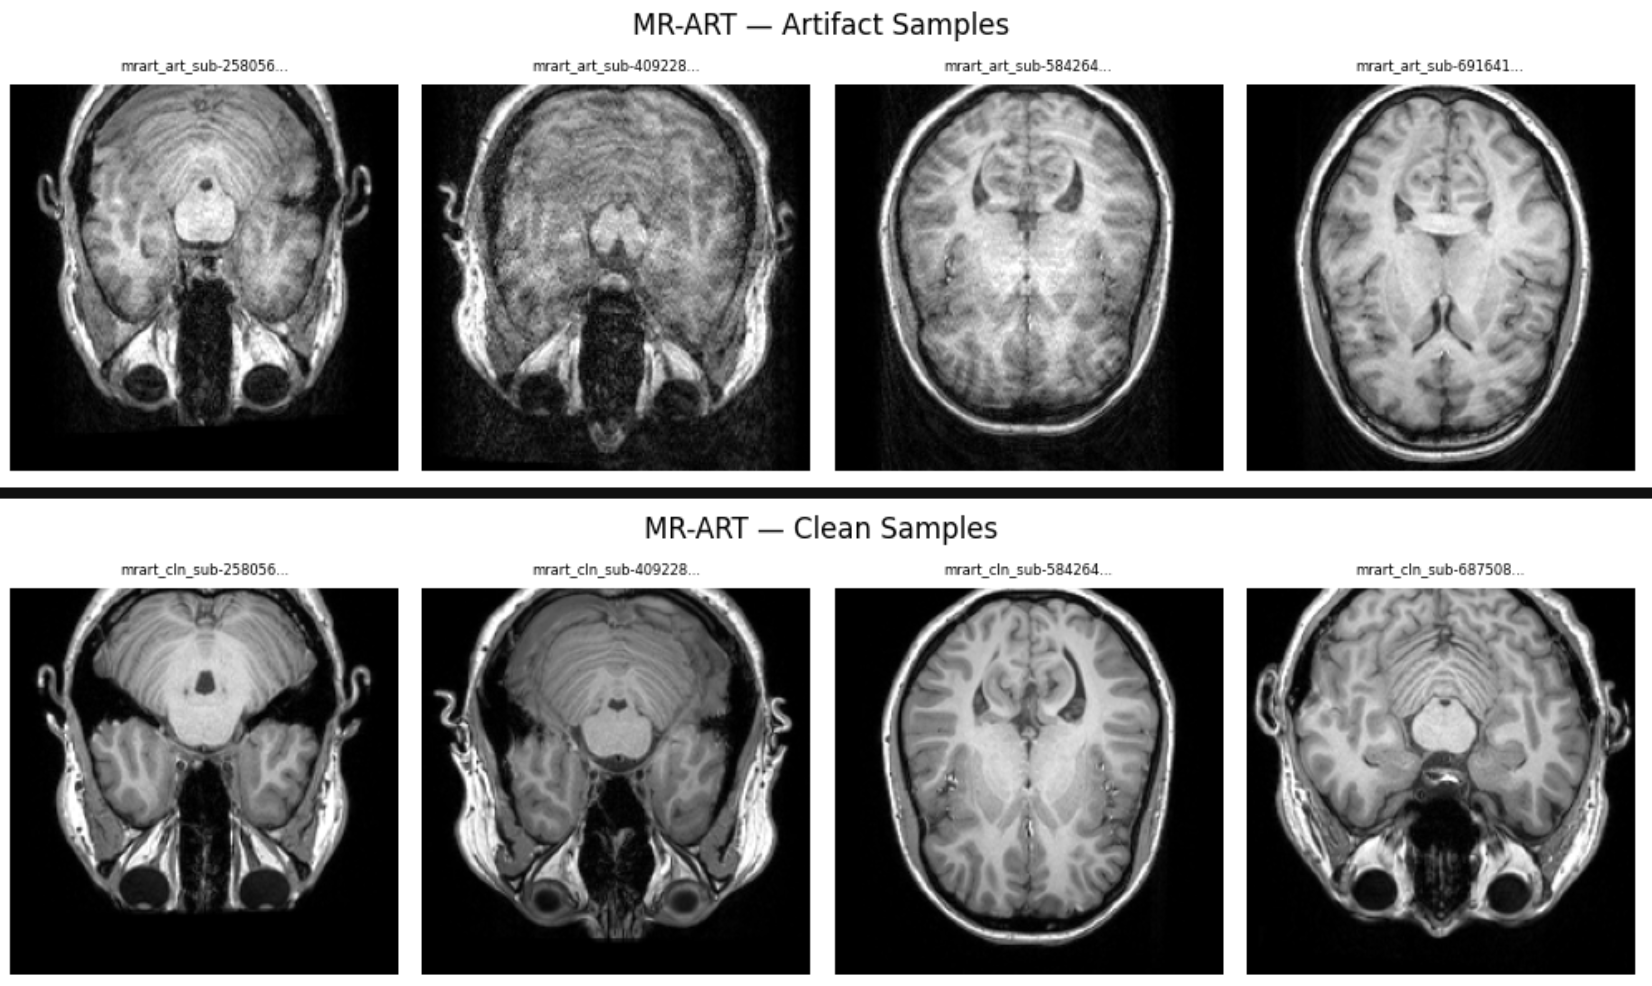 MR-ART — Artifact Samples
mrart_art_sub-258056...
mrart_art_sub-409228...
mrart_art_sub-584264...
mrart_art_sub-691641...
MR-ART — Clean Samples
mrart_cln_sub-258056...
mrart_cln_sub-409228...
mrart_cln_sub-584264...
mrart_cln_sub-687508...